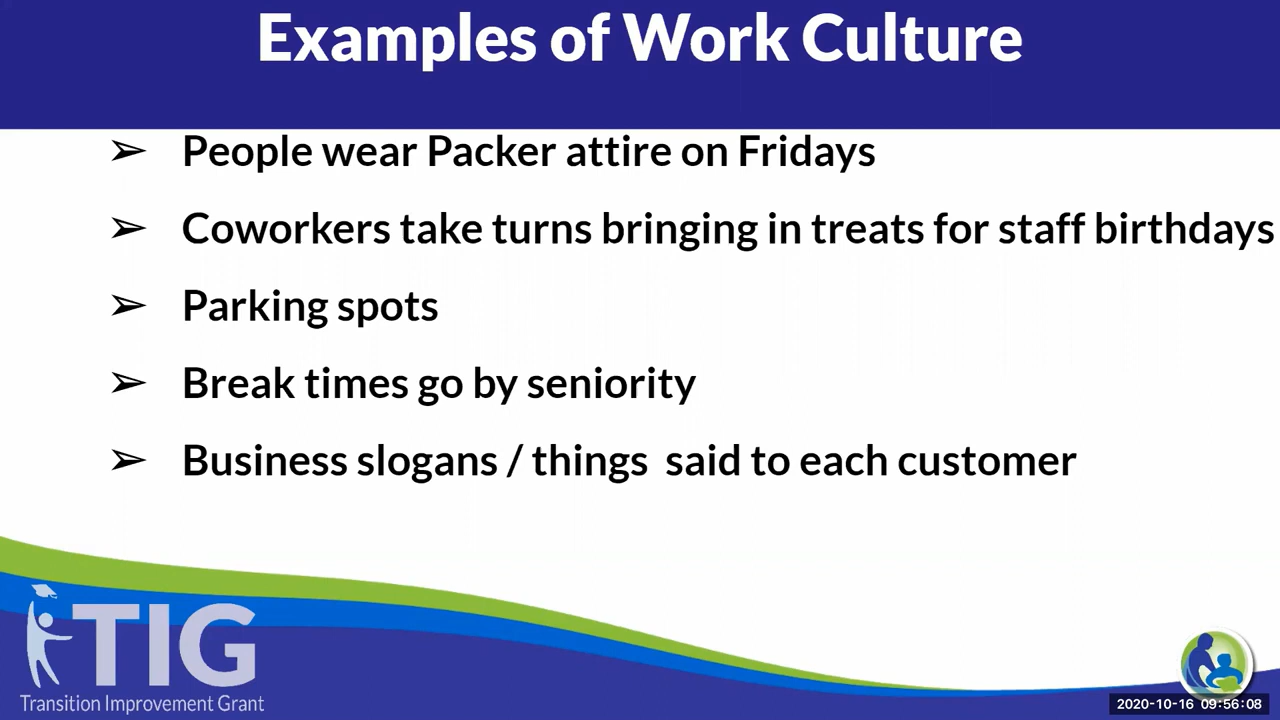 Examples of Work Culture
➢ People wear Packer attire on Fridays
➢ Coworkers take turns bringing in treats for staff birthdays
➢ Parking spots
➢ Break times go by seniority
➢ Business slogans / things  said to each customer
TIG
Transition Improvement Grant
2020-10-16 09:56:08